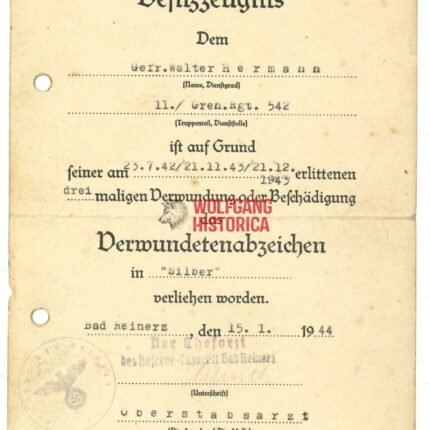 Besitzzeugnis
Dem
Gefr. Walter Hermann
(Name, Dienstgrad)
11./ Gren.Rgt. 542
(Truppenteil, Dienststelle)
ist auf Grund
seiner am 23.7.42/21.11.43/21.12. 1943 erlittenen
drei maligen Verwundung oder Beschädigung
das
WOLFGANG
HISTORICA
Verwundetenabzeichen
in "Silber"
verliehen worden.
Bad Reinerz, den 15.1. 1944
Der Chefarzt
des Reserve-Lazarett Bad Reinerz
(Unterschrift)
Oberstabsarzt